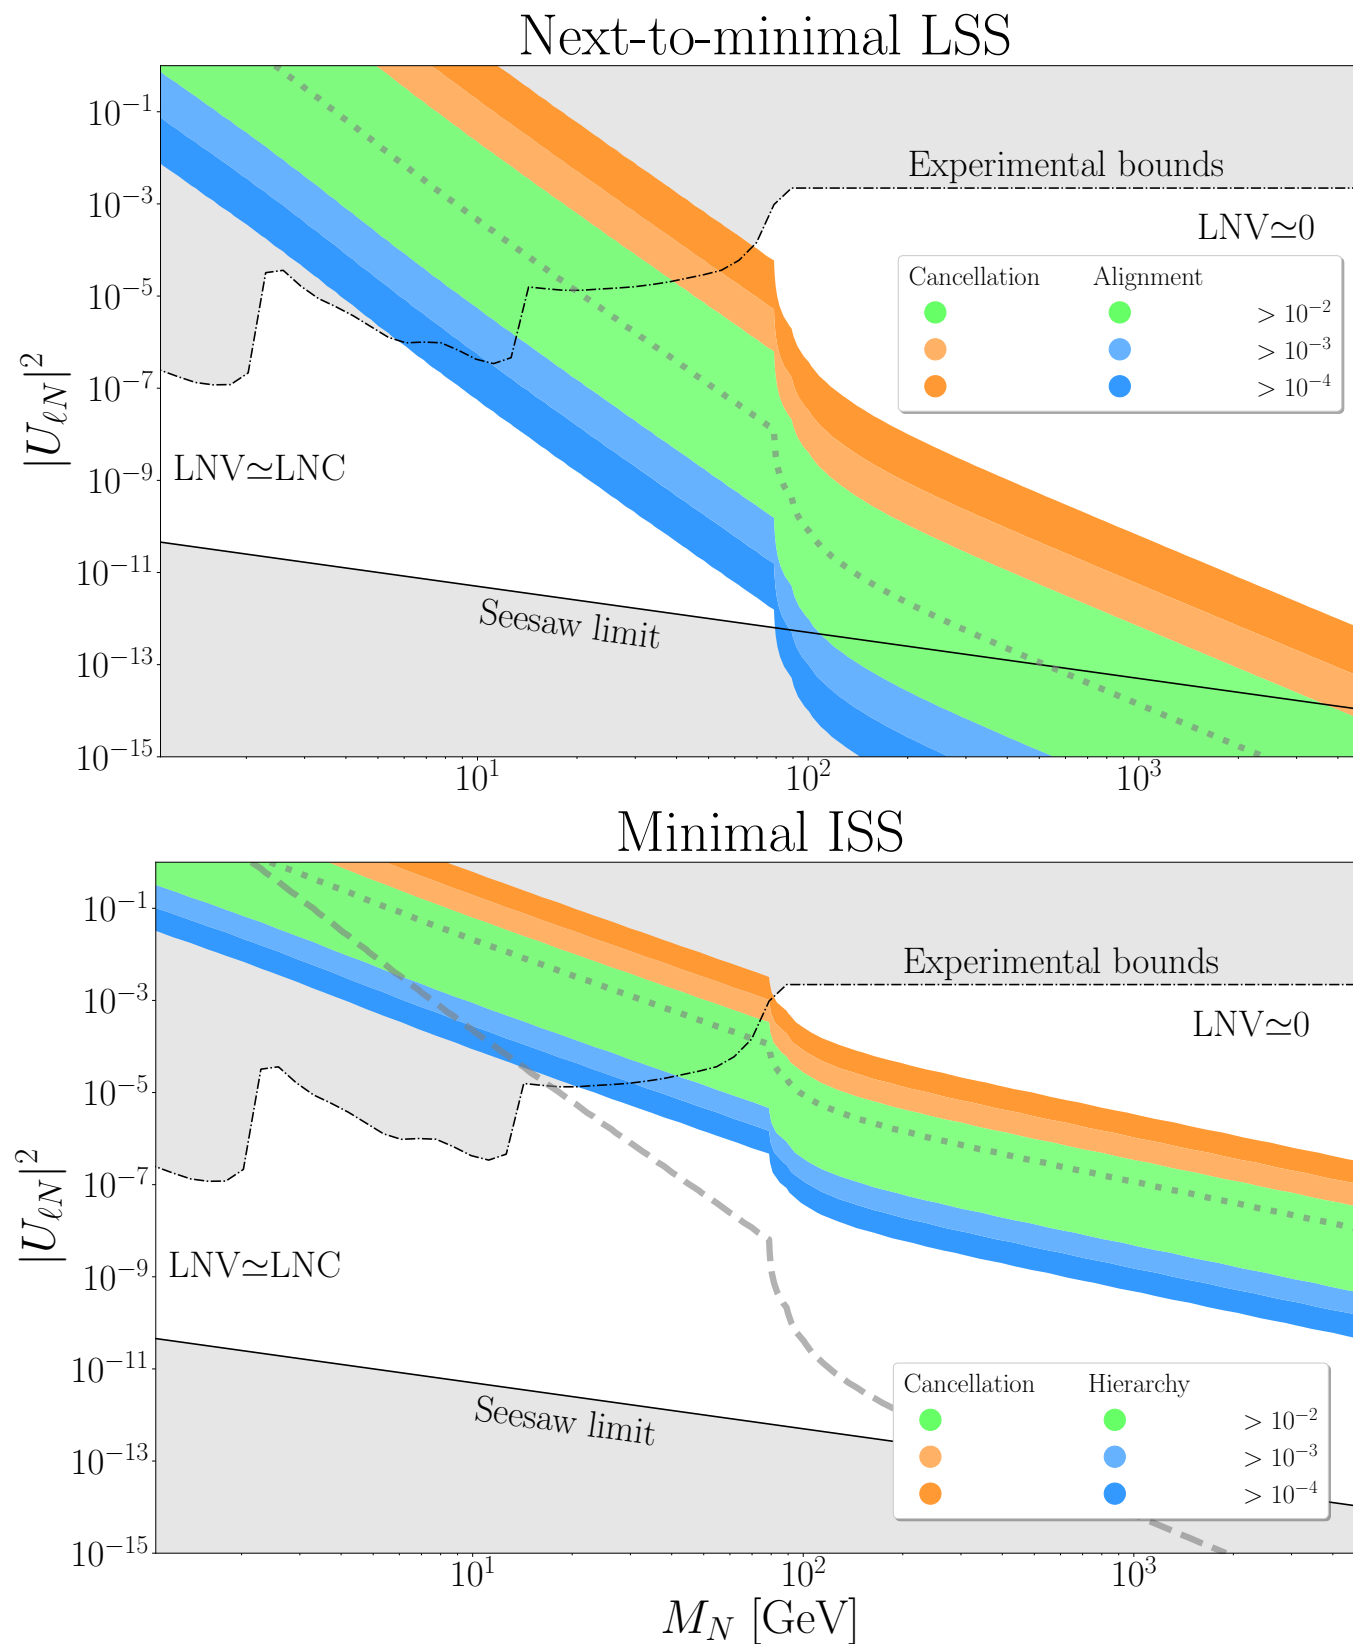 Next-to-minimal LSS
10^{-1}
10^{-3}
10^{-5}
10^{-7}
10^{-9}
10^{-11}
10^{-13}
10^{-15}
|U_{ℓN}|^2
Experimental bounds
LNV≃0
Cancellation Alignment
> 10^{-2}
> 10^{-3}
> 10^{-4}
LNV≃LNC
Seesaw limit
10^1 10^2 10^3
Minimal ISS
10^{-1}
10^{-3}
10^{-5}
10^{-7}
10^{-9}
10^{-11}
10^{-13}
10^{-15}
|U_{ℓN}|^2
Experimental bounds
LNV≃0
LNV≃LNC
Cancellation Hierarchy
> 10^{-2}
> 10^{-3}
> 10^{-4}
Seesaw limit
10^1 10^2 10^3
M_N [GeV]